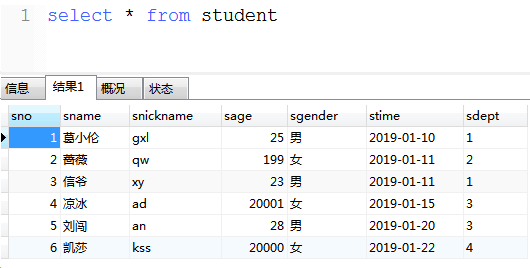 1 select * from student
信息 结果1 概况 状态
sno sname snickname sage sgender stime sdept
1 葛小伦 gxl 25 男 2019-01-10 1
2 蔷薇 qw 199 女 2019-01-11 2
3 信爷 xy 23 男 2019-01-11 1
4 凉冰 ad 20001 女 2019-01-15 3
5 刘闯 an 28 男 2019-01-20 3
6 凯莎 kss 20000 女 2019-01-22 4